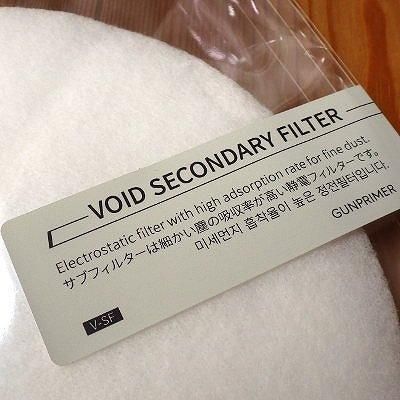 VOID SECONDARY FILTER
Electrostatic filter with high adsorption rate for fine dust.
サブフィルターは細かい塵の吸収率が高い静電フィルターです。
미세먼지 흡착율이 높은 정전필터입니다.
GUNPRIMER
V-SF